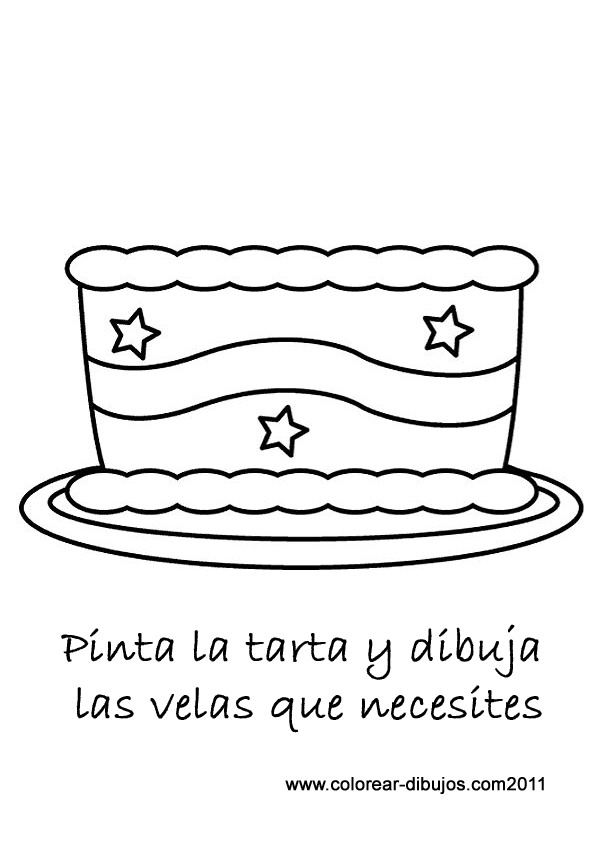 Pinta la tarta y dibuja
las velas que necesites
www.colorear-dibujos.com2011